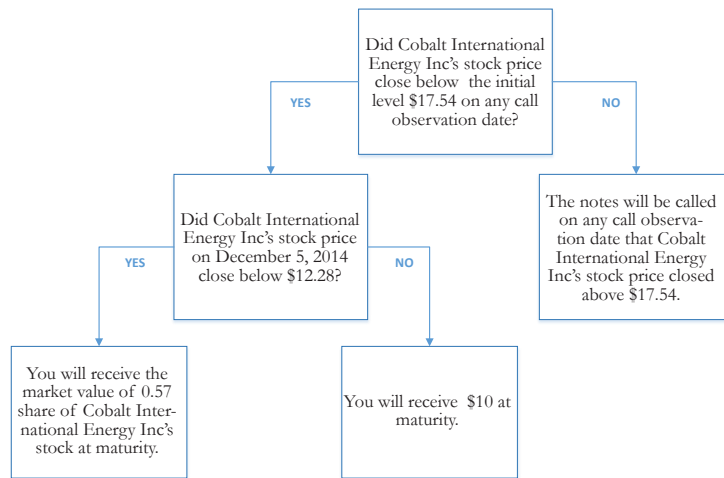 Did Cobalt International
Energy Inc's stock price
close below the initial
level $17.54 on any call
observation date?
YES
NO
Did Cobalt International
Energy Inc's stock price
on December 5, 2014
close below $12.28?
The notes will be called
on any call observa-
tion date that Cobalt
International Energy
Inc's stock price closed
above $17.54.
YES
NO
You will receive the
market value of 0.57
share of Cobalt Inter-
national Energy Inc's
stock at maturity.
You will receive $10 at
maturity.